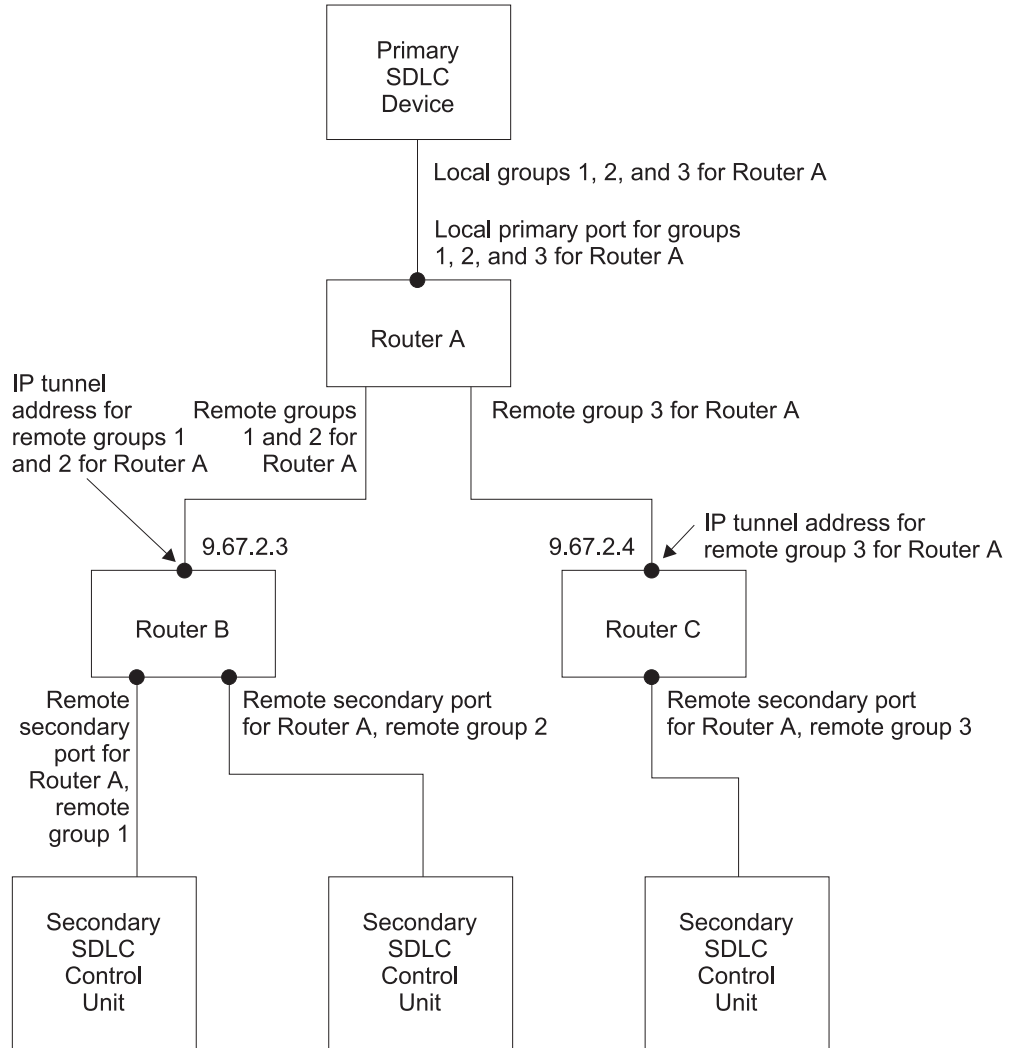 Primary
SDLC
Device
Local groups 1, 2, and 3 for Router A
Local primary port for groups
1, 2, and 3 for Router A
Router A
IP tunnel
address for
remote groups 1
and 2 for Router A
Remote groups
1 and 2 for
Router A
Remote group 3 for Router A
9.67.2.3
9.67.2.4
IP tunnel address for
remote group 3 for Router A
Router B
Router C
Remote
secondary
port for
Router A,
remote
group 1
Remote secondary port
for Router A, remote group 2
Remote secondary port
for Router A, remote group 3
Secondary
SDLC
Control
Unit
Secondary
SDLC
Control
Unit
Secondary
SDLC
Control
Unit